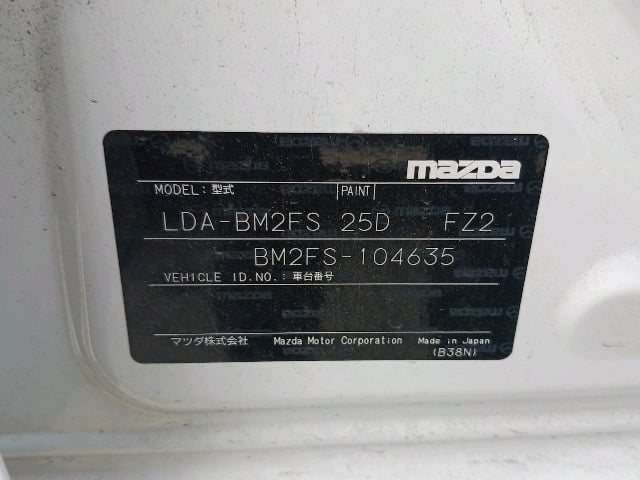 mazda
MODEL: 型式 PAINT
LDA-BM2FS 25D FZ2
BM2FS-104635
VEHICLE ID.NO.: 車台番号
マツダ株式会社 Mazda Motor Corporation Made in Japan
(B38N)